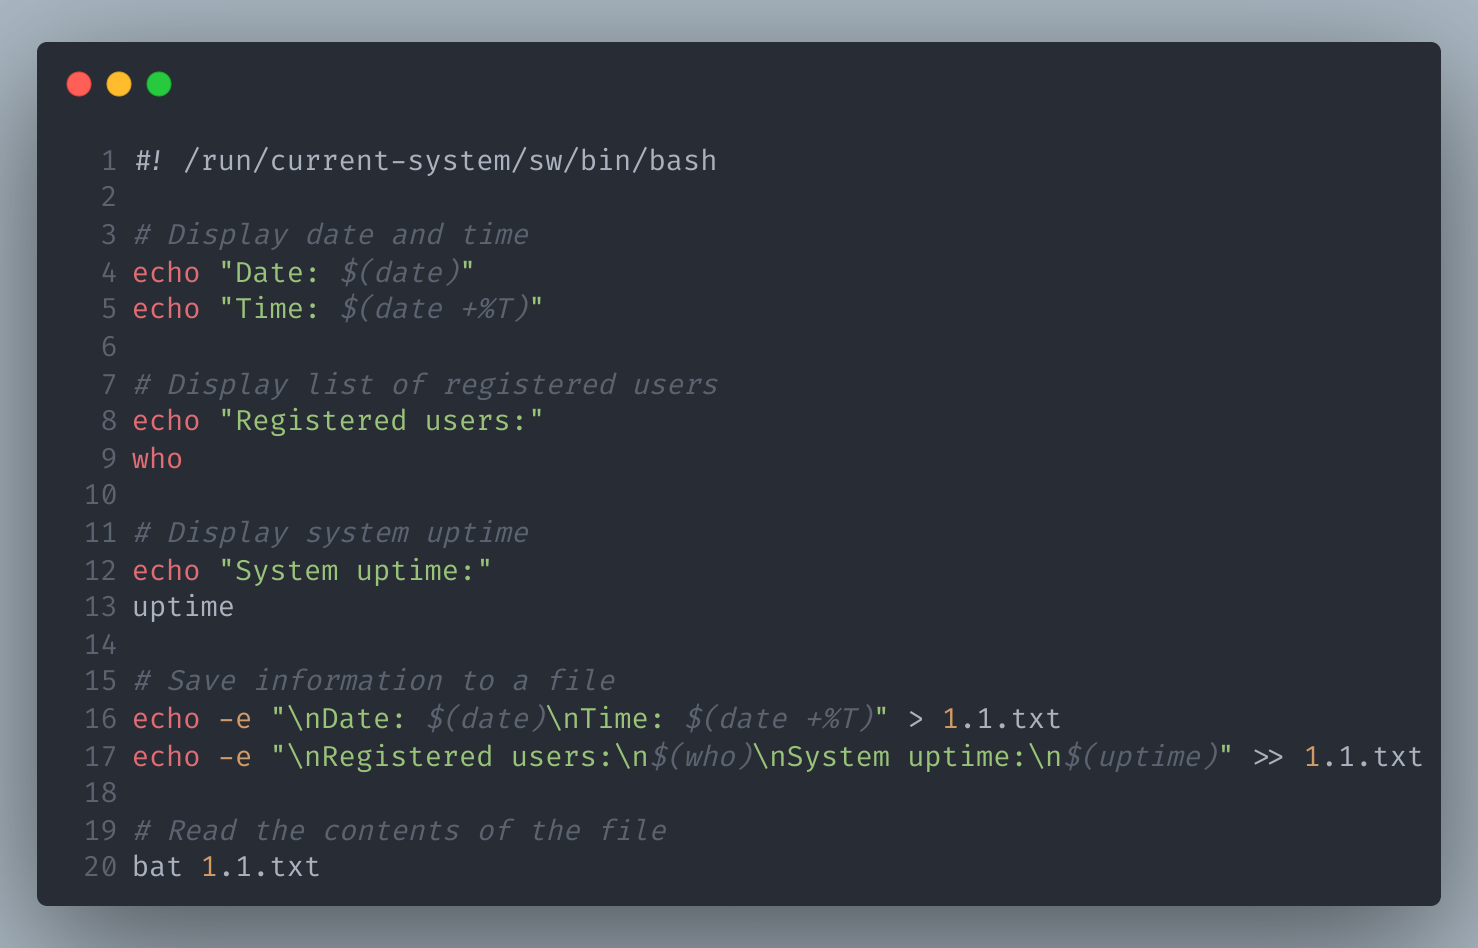 1 #! /run/current-system/sw/bin/bash
2
3 # Display date and time
4 echo "Date: $(date)"
5 echo "Time: $(date +%T)"
6
7 # Display list of registered users
8 echo "Registered users:"
9 who
10
11 # Display system uptime
12 echo "System uptime:"
13 uptime
14
15 # Save information to a file
16 echo -e "\nDate: $(date)\nTime: $(date +%T)" > 1.1.txt
17 echo -e "\nRegistered users:\n$(who)\nSystem uptime:\n$(uptime)" >> 1.1.txt
18
19 # Read the contents of the file
20 bat 1.1.txt